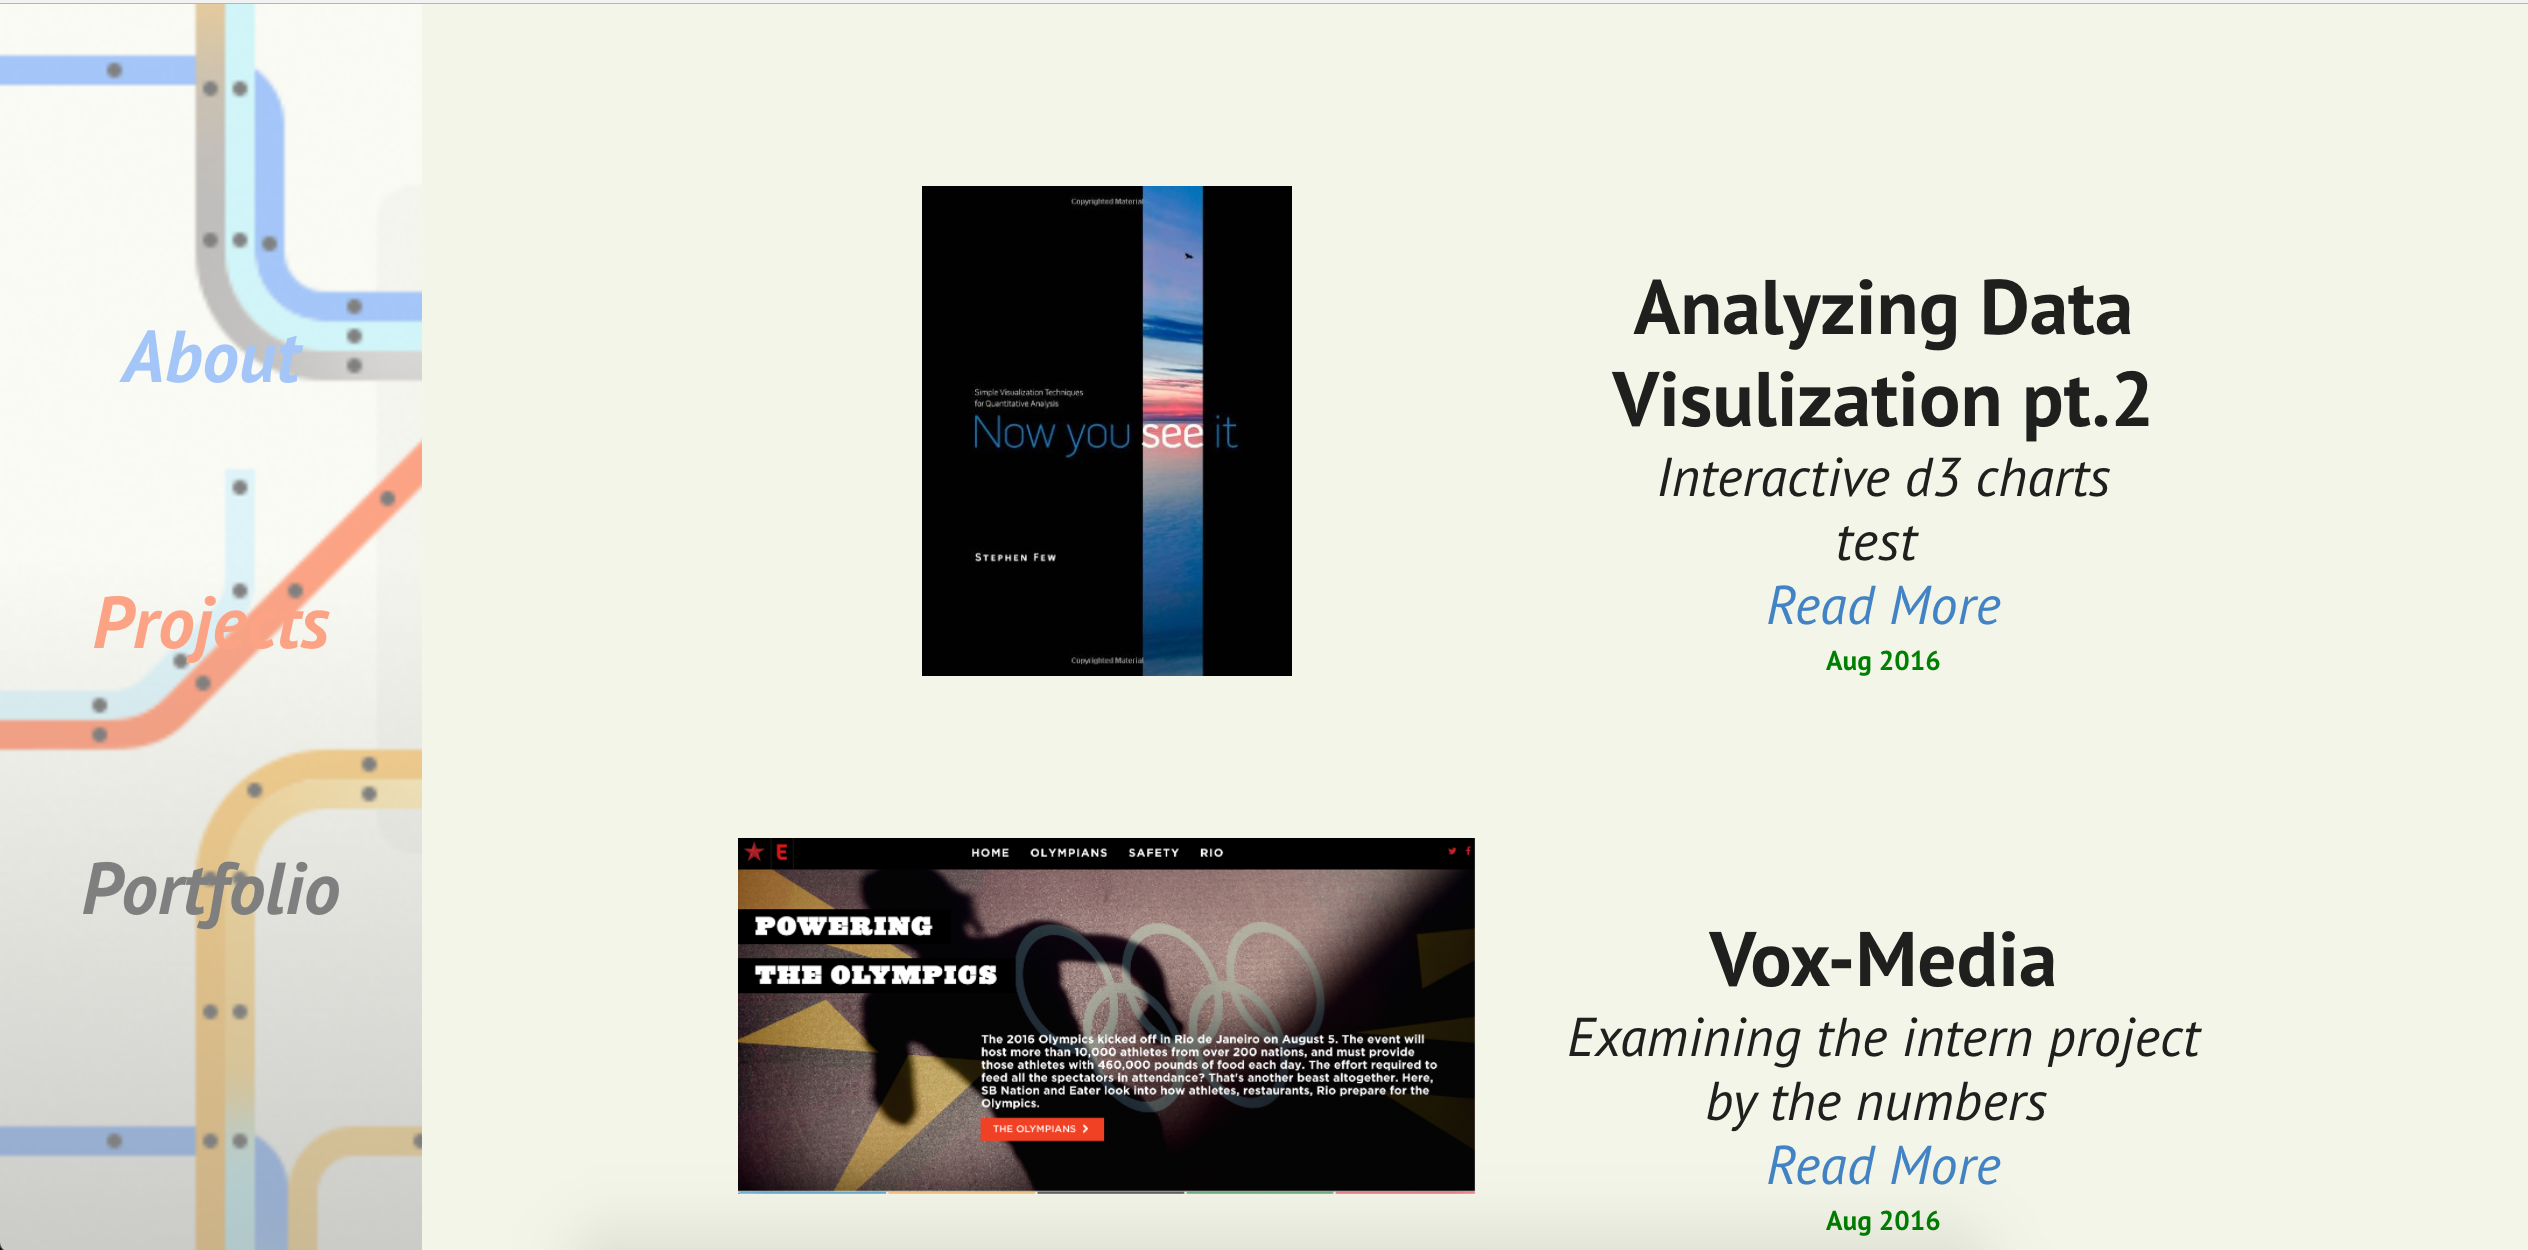 About
Projects
Portfolio
Copyrighted Material
Simple Visualization Techniques
for Quantitative Analysis
Now you see it
STEPHEN FEW
Copyrighted Material
Analyzing Data
Visulization pt.2
Interactive d3 charts
test
Read More
Aug 2016
E
HOME OLYMPIANS SAFETY RIO
POWERING
THE OLYMPICS
The 2016 Olympics kicked off in Rio de Janeiro on August 5. The event will
host more than 10,000 athletes from over 200 nations, and must provide
those athletes with 460,000 pounds of food each day. The effort required to
feed all the spectators in attendance? That's another beast altogether. Here,
SB Nation and Eater look into how athletes, restaurants, Rio prepare for the
Olympics.
THE OLYMPIANS
Vox-Media
Examining the intern project
by the numbers
Read More
Aug 2016